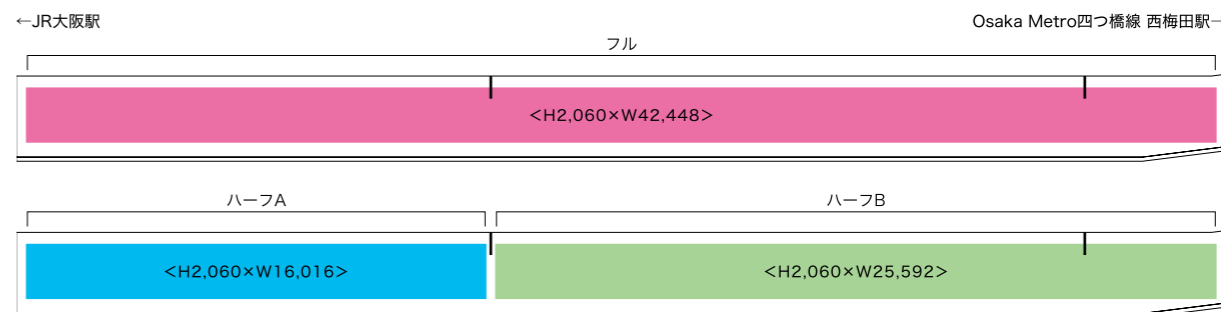 ←JR大阪駅
Osaka Metro四つ橋線 西梅田駅→
フル
<H2,060×W42,448>
ハーフA
ハーフB
<H2,060×W16,016>
<H2,060×W25,592>